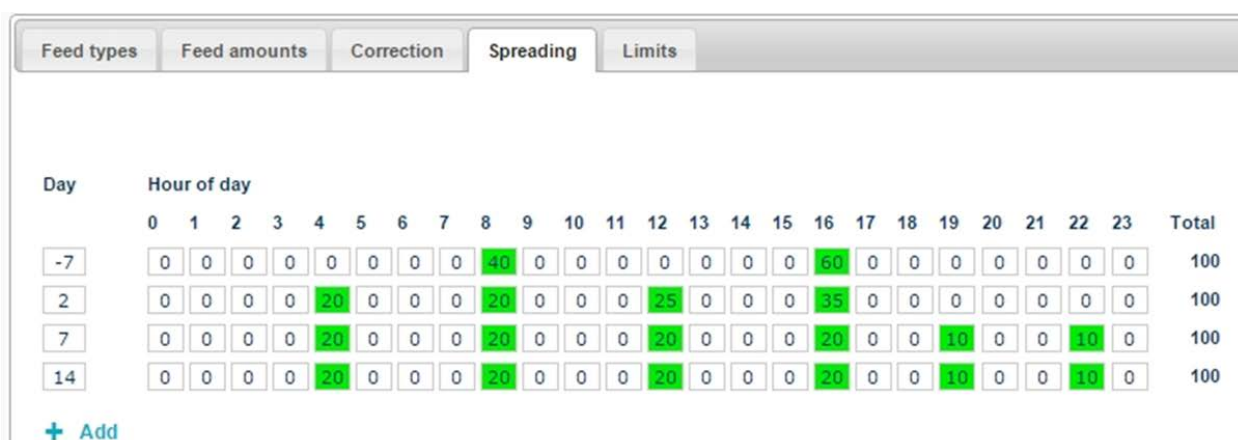 Feed types Feed amounts Correction Spreading Limits
Day Hour of day
0 1 2 3 4 5 6 7 8 9 10 11 12 13 14 15 16 17 18 19 20 21 22 23 Total
-7 0 0 0 0 0 0 0 0 40 0 0 0 0 0 0 0 60 0 0 0 0 0 0 0 100
2 0 0 0 0 20 0 0 0 20 0 0 0 25 0 0 0 35 0 0 0 0 0 0 0 100
7 0 0 0 0 20 0 0 0 20 0 0 0 20 0 0 0 20 0 0 10 0 0 10 0 100
14 0 0 0 0 20 0 0 0 20 0 0 0 20 0 0 0 20 0 0 10 0 0 10 0 100
+ Add